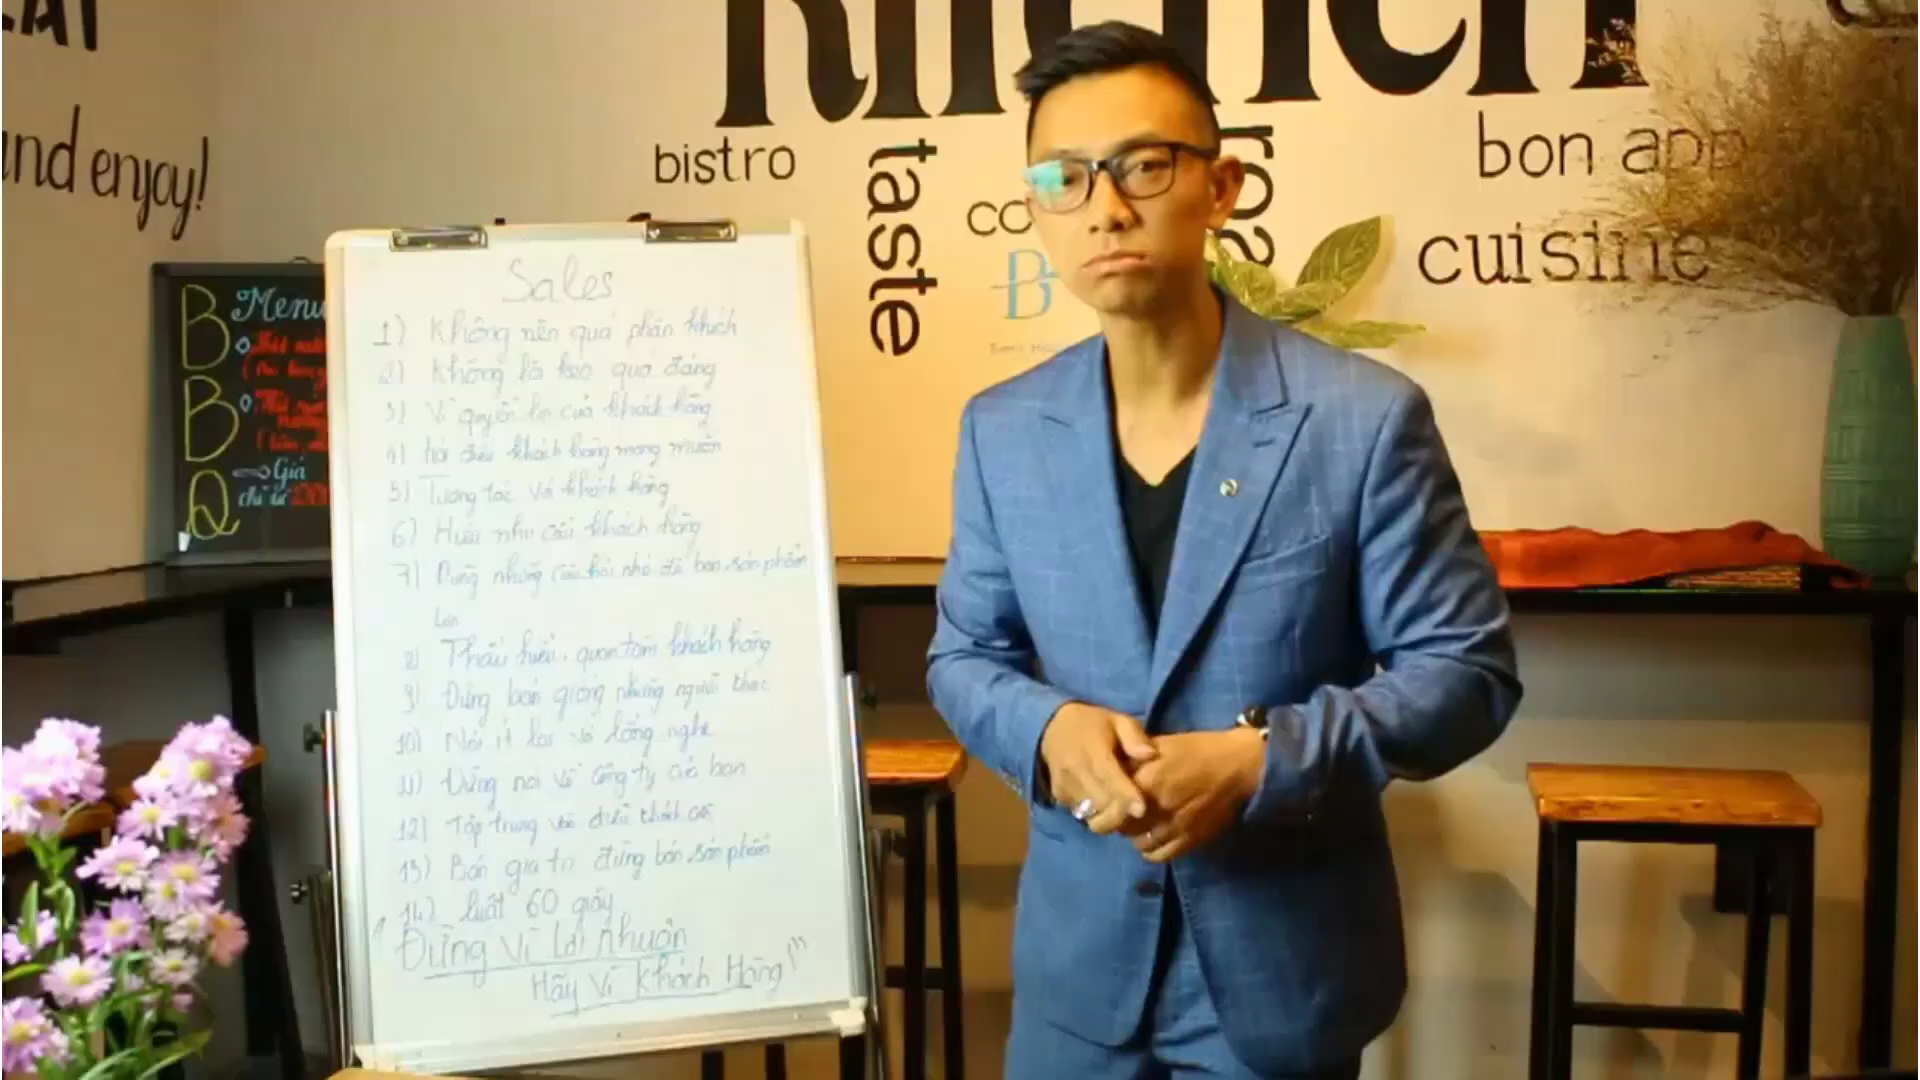 and enjoy!
bistro
taste
bon app
cuisine
Menu
BBQ
Giá
chỉ từ
Sales
1) Không nên quá phấn khích
2) Không lôi kéo quá đáng
3) Vì quyền lợi của khách hàng
4) hỏi điều khách hàng mong muốn
5) Tương tác với khách hàng
6) Hiểu nhu cầu khách hàng
7) Dùng những câu hỏi nhỏ để bán sản phẩm
Lớn
8) Thấu hiểu, quan tâm khách hàng
9) Đừng bán giống những người khác
10) Nói ít lại và lắng nghe
11) Đừng nói về công ty của bạn
12) Tập trung vào điều khách cần
13) Bán giá trị đừng bán sản phẩm
14) luật 60 giây
"Đừng Vì Lợi nhuận
Hãy Vì Khách Hàng!"